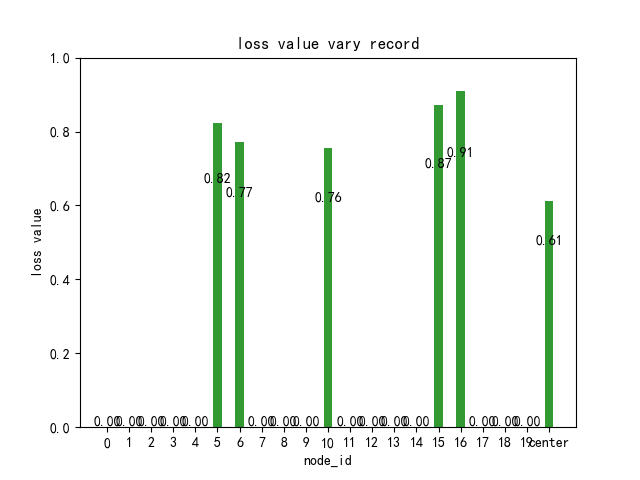 loss value vary record
1.0
0.8
0.6
0.4
0.2
0.0
loss value
0.00 0.00 0.00 0.00 0.00 0.82 0.77 0.00 0.00 0.00 0.76 0.00 0.00 0.00 0.00 0.87 0.91 0.00 0.00 0.00 0.61
0 1 2 3 4 5 6 7 8 9 10 11 12 13 14 15 16 17 18 19 center
node_id